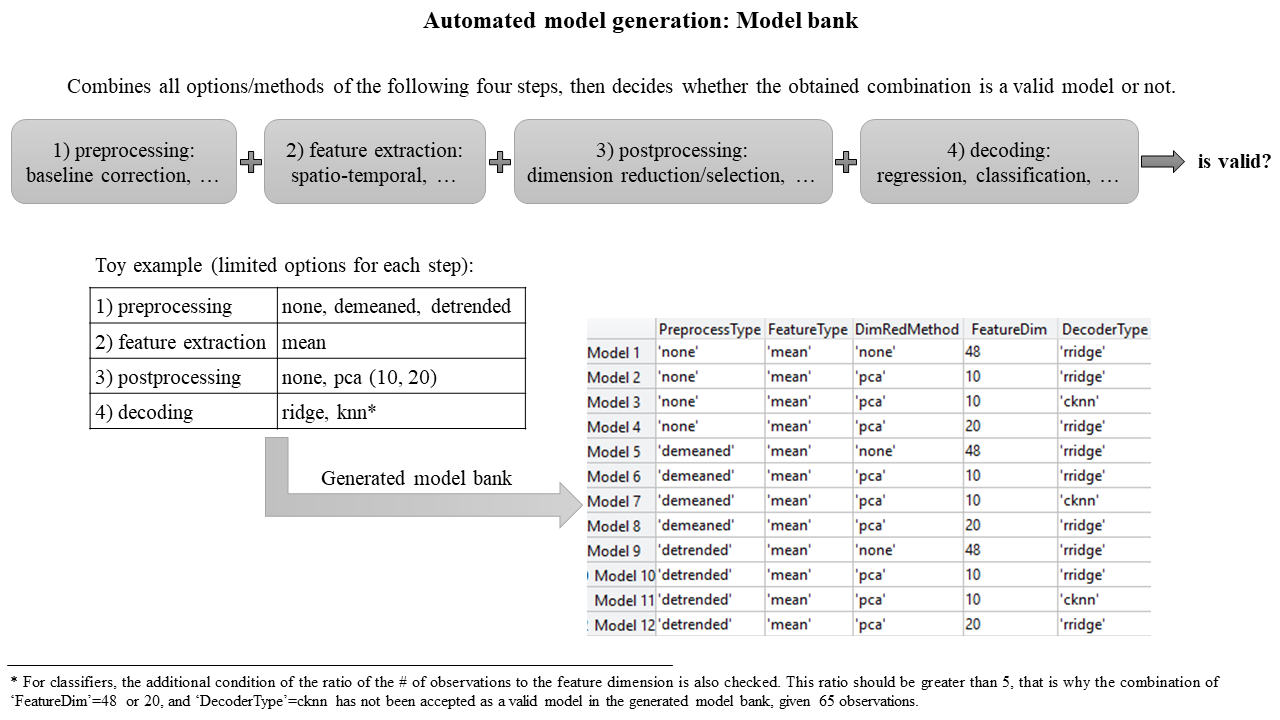 Automated model generation: Model bank
Combines all options/methods of the following four steps, then decides whether the obtained combination is a valid model or not.
1) preprocessing:
baseline correction, …
2) feature extraction:
spatio-temporal, …
3) postprocessing:
dimension reduction/selection, …
4) decoding:
regression, classification, …
is valid?
Toy example (limited options for each step):
1) preprocessing none, demeaned, detrended
2) feature extraction mean
3) postprocessing none, pca (10, 20)
4) decoding ridge, knn*
Generated model bank
PreprocessType FeatureType DimRedMethod FeatureDim DecoderType
Model 1 'none' 'mean' 'none' 48 'rridge'
Model 2 'none' 'mean' 'pca' 10 'rridge'
Model 3 'none' 'mean' 'pca' 10 'cknn'
Model 4 'none' 'mean' 'pca' 20 'rridge'
Model 5 'demeaned' 'mean' 'none' 48 'rridge'
Model 6 'demeaned' 'mean' 'pca' 10 'rridge'
Model 7 'demeaned' 'mean' 'pca' 10 'cknn'
Model 8 'demeaned' 'mean' 'pca' 20 'rridge'
Model 9 'detrended' 'mean' 'none' 48 'rridge'
Model 10 'detrended' 'mean' 'pca' 10 'rridge'
Model 11 'detrended' 'mean' 'pca' 10 'cknn'
Model 12 'detrended' 'mean' 'pca' 20 'rridge'
* For classifiers, the additional condition of the ratio of the # of observations to the feature dimension is also checked. This ratio should be greater than 5, that is why the combination of
‘FeatureDim’=48 or 20, and ‘DecoderType’=cknn has not been accepted as a valid model in the generated model bank, given 65 observations.